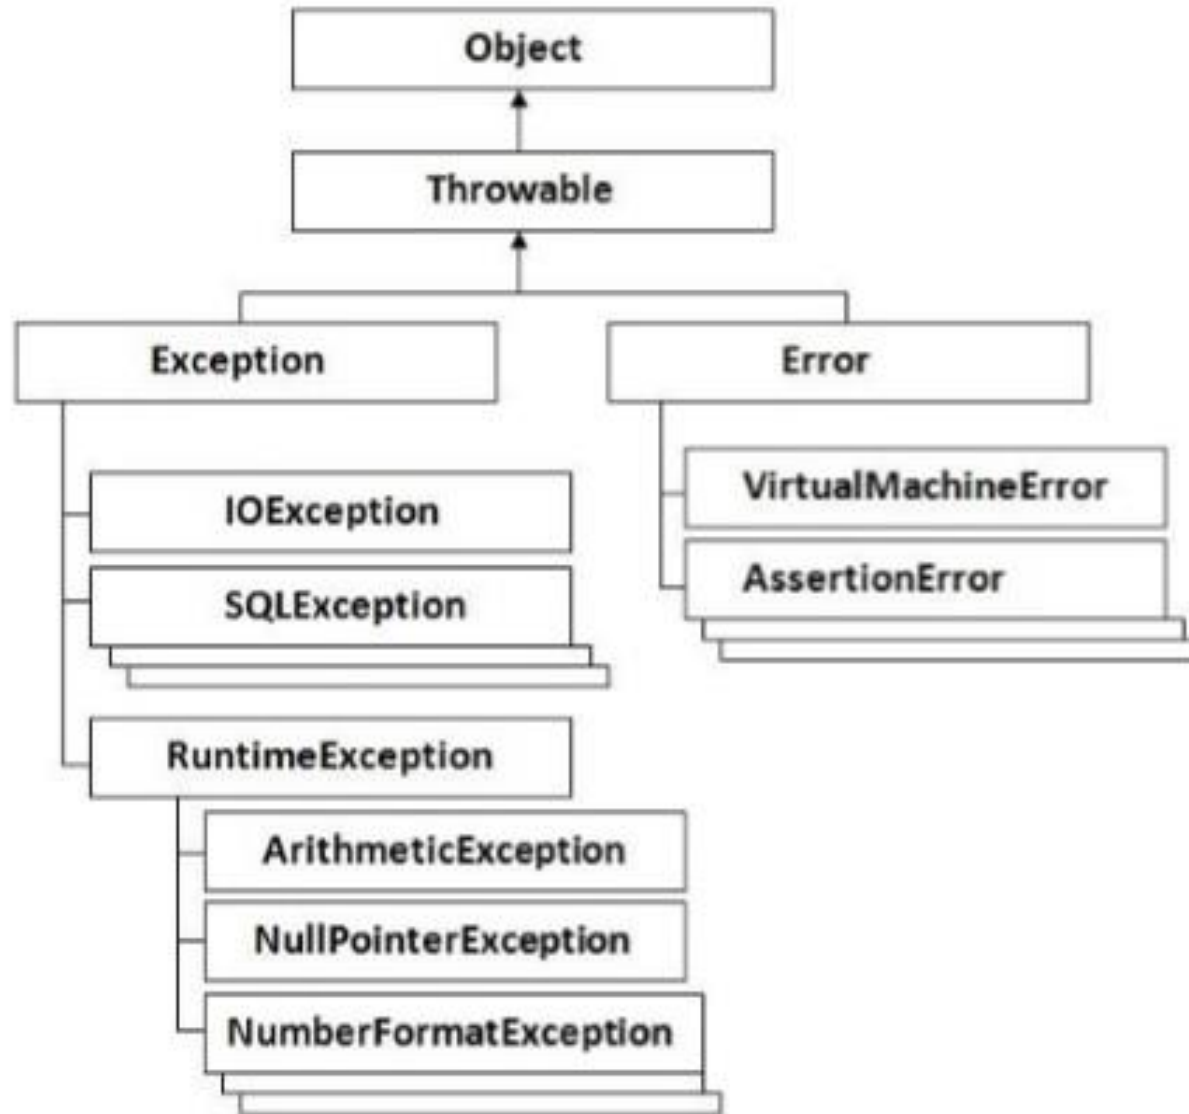 Object
Throwable
Exception
Error
IOException
VirtualMachineError
SQLException
AssertionError
RuntimeException
ArithmeticException
NullPointerException
NumberFormatException